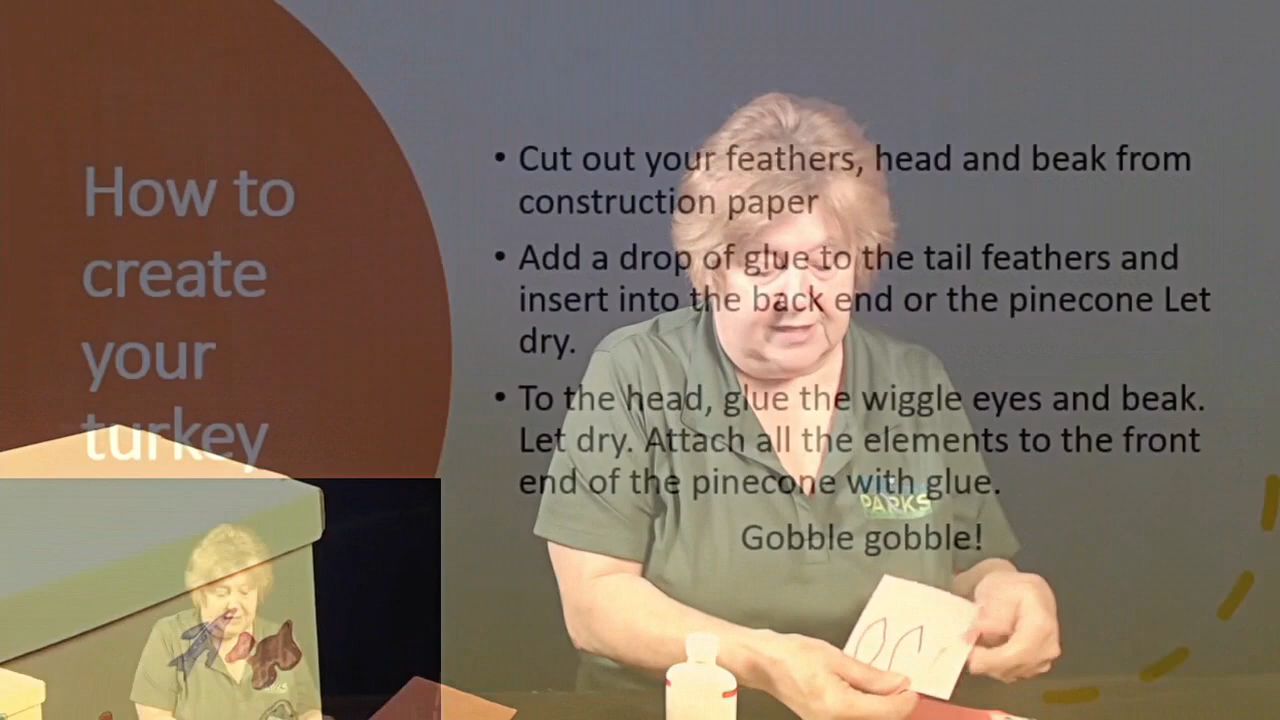 How to
create
your
turkey
• Cut out your feathers, head and beak from
construction paper
• Add a drop of glue to the tail feathers and
insert into the back end or the pinecone Let
dry.
• To the head, glue the wiggle eyes and beak.
Let dry. Attach all the elements to the front
end of the pinecone with glue.
Gobble gobble!
PARKS